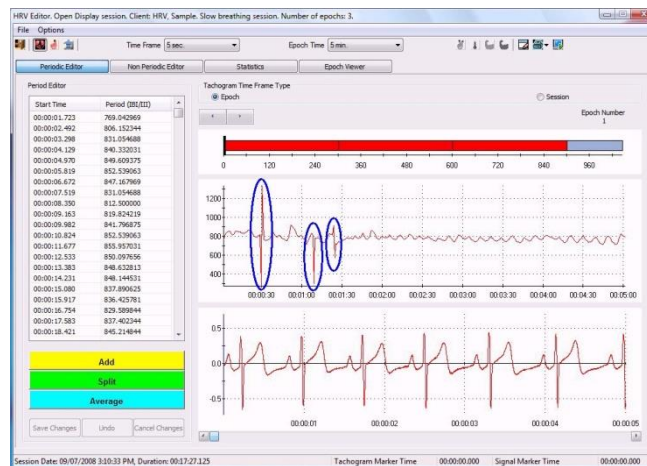 HRV Editor. Open Display session. Client: HRV, Sample. Slow breathing session. Number of epochs: 3.
File Options
Time Frame 5 sec. Epoch Time 5 min.
Periodic Editor Non Periodic Editor Statistics Epoch Viewer
Period Editor
Tachogram Time Frame Type
Epoch Session
Epoch Number
1
Start Time Period (IBI/III)
00:00:01.723 769.042969
00:00:02.492 806.152344
00:00:03.298 831.054688
00:00:04.129 840.332031
00:00:04.970 849.609375
00:00:05.819 852.539063
00:00:06.672 847.167969
00:00:07.519 831.054688
00:00:08.350 812.500000
00:00:09.163 819.824219
00:00:09.982 841.796875
00:00:10.824 852.539063
00:00:11.677 855.957031
00:00:12.533 850.097656
00:00:13.383 848.632813
00:00:14.231 848.144531
00:00:15.080 837.890625
00:00:15.917 836.425781
00:00:16.754 829.589844
00:00:17.583 837.402344
00:00:18.421 845.214844
0 120 240 360 480 600 720 840 960
1200
1000
800
600
400
00:00:30 00:01:00 00:01:30 00:02:00 00:02:30 00:03:00 00:03:30 00:04:00 00:04:30 00:05:00
0.5
0.0
-0.5
00:00:01 00:00:02 00:00:03 00:00:04 00:00:05
Add
Split
Average
Save Changes Undo Cancel Changes
Session Date: 09/07/2008 3:10:33 PM, Duration: 00:17:27.125 Tachogram Marker Time 00:00:00.000 Signal Marker Time 00:00:00.000